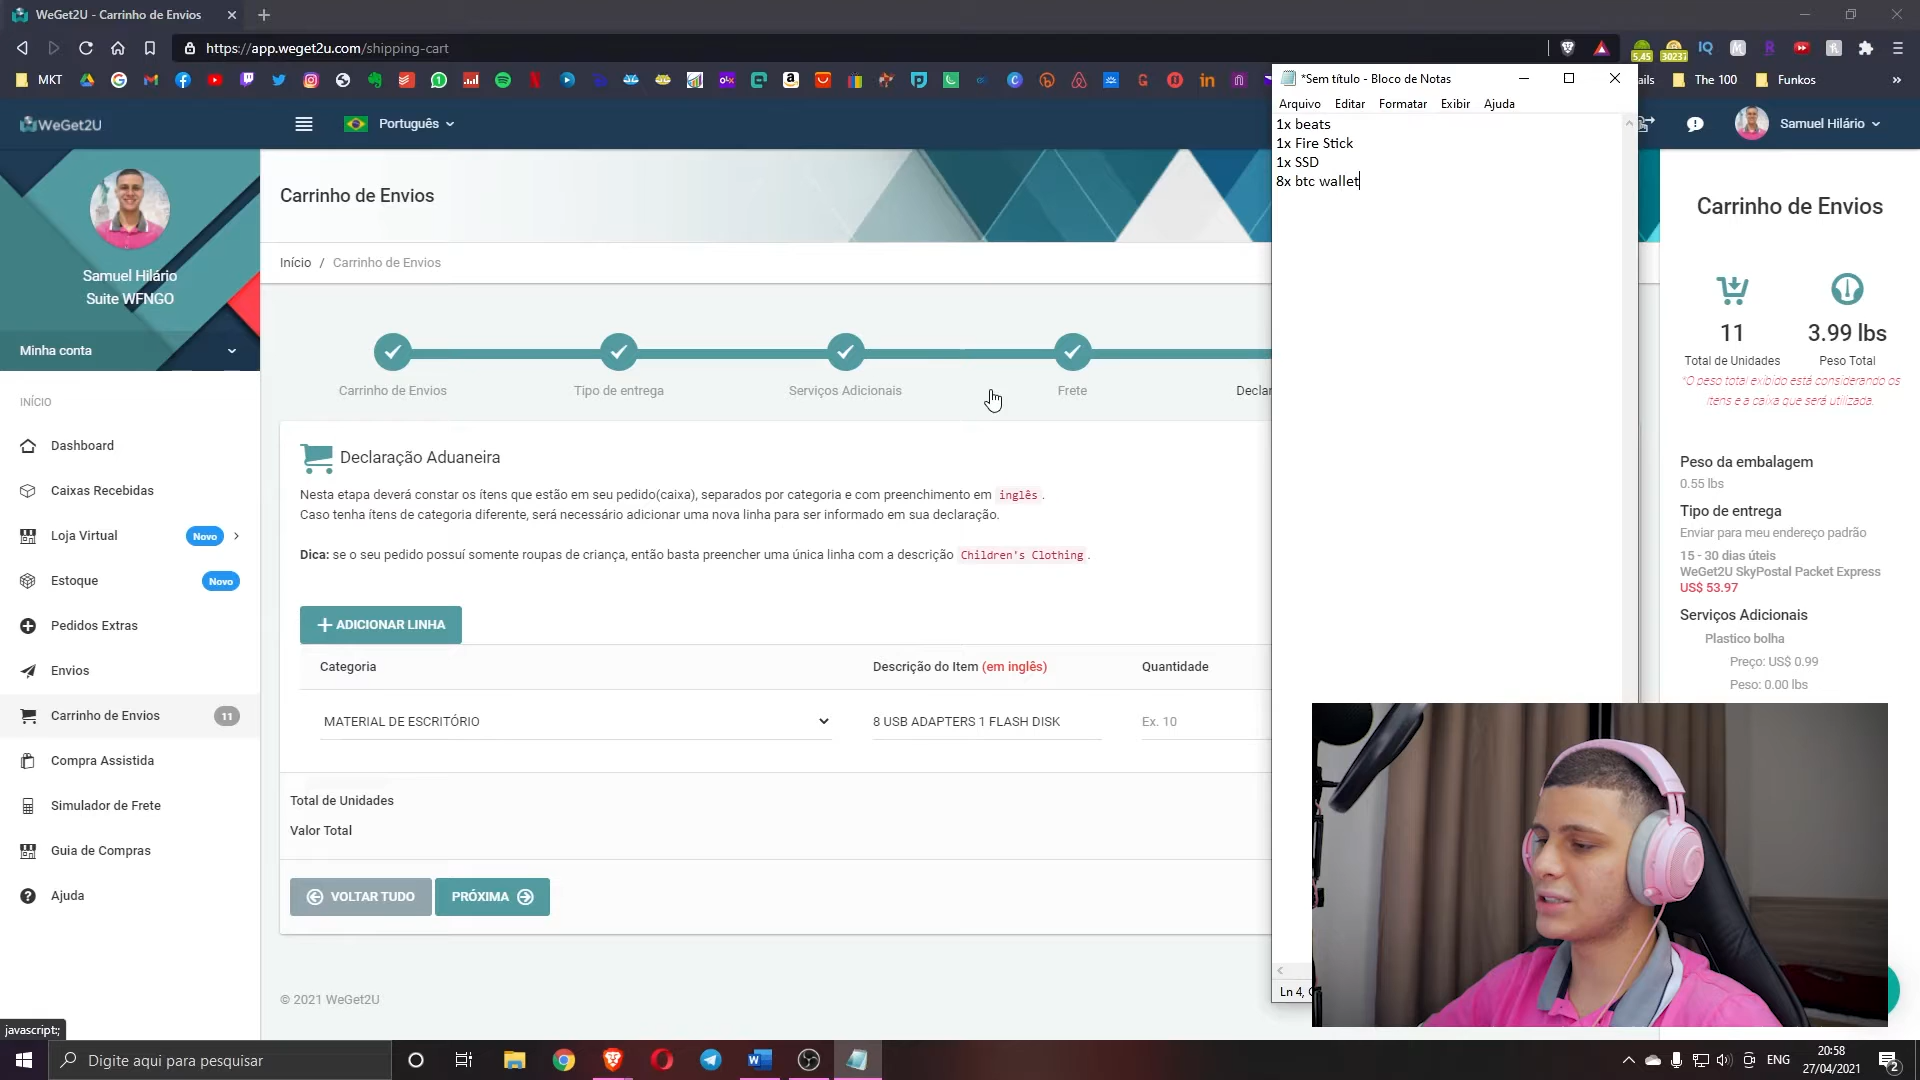 WeGet2U - Carrinho de Envios
https://app.weget2u.com/shipping-cart
5,45
30237
IQ
MKT
ails
The 100
Funkos
WeGet2U
Português
Samuel Hilário
Samuel Hilário
Suite WFNGO
Minha conta
INÍCIO
Dashboard
Caixas Recebidas
Loja Virtual
Novo
Estoque
Novo
Pedidos Extras
Envios
Carrinho de Envios
11
Compra Assistida
Simulador de Frete
Guia de Compras
Ajuda
Carrinho de Envios
Início / Carrinho de Envios
Carrinho de Envios
Tipo de entrega
Serviços Adicionais
Frete
Declar
Declaração Aduaneira
Nesta etapa deverá constar os ítens que estão em seu pedido(caixa), separados por categoria e com preenchimento em inglês.
Caso tenha ítens de categoria diferente, será necessário adicionar uma nova linha para ser informado em sua declaração.
Dica: se o seu pedido possuí somente roupas de criança, então basta preencher uma única linha com a descrição Children's Clothing.
ADICIONAR LINHA
Categoria
Descrição do Item (em inglês)
Quantidade
MATERIAL DE ESCRITÓRIO
8 USB ADAPTERS 1 FLASH DISK
Ex. 10
Total de Unidades
Valor Total
VOLTAR TUDO
PRÓXIMA
© 2021 WeGet2U
*Sem título - Bloco de Notas
Arquivo Editar Formatar Exibir Ajuda
1x beats
1x Fire Stick
1x SSD
8x btc wallet
Ln 4,
Carrinho de Envios
11
Total de Unidades
3.99 lbs
Peso Total
*O peso total exibido está considerando os
itens e a caixa que será utilizada.
Peso da embalagem
0.55 lbs
Tipo de entrega
Enviar para meu endereço padrão
15 - 30 dias úteis
WeGet2U SkyPostal Packet Express
US$ 53.97
Serviços Adicionais
Plastico bolha
Preço: US$ 0.99
Peso: 0.00 lbs
javascript:;
Digite aqui para pesquisar
ENG
20:58
27/04/2021
2